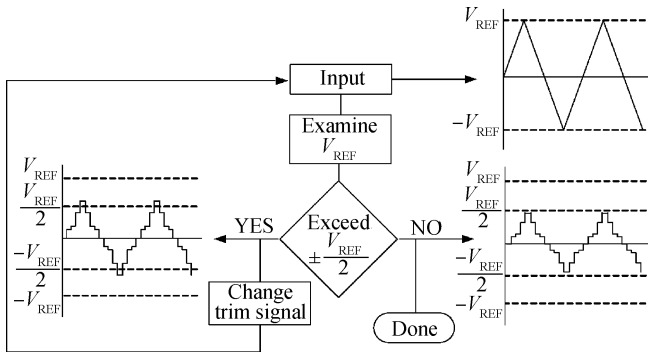 V_REF
Input
-V_REF
Examine
V_REF
V_REF
V_REF
2
-V_REF
2
-V_REF
YES
Exceed
± V_REF
2
NO
V_REF
V_REF
2
-V_REF
2
-V_REF
Change
trim signal
Done